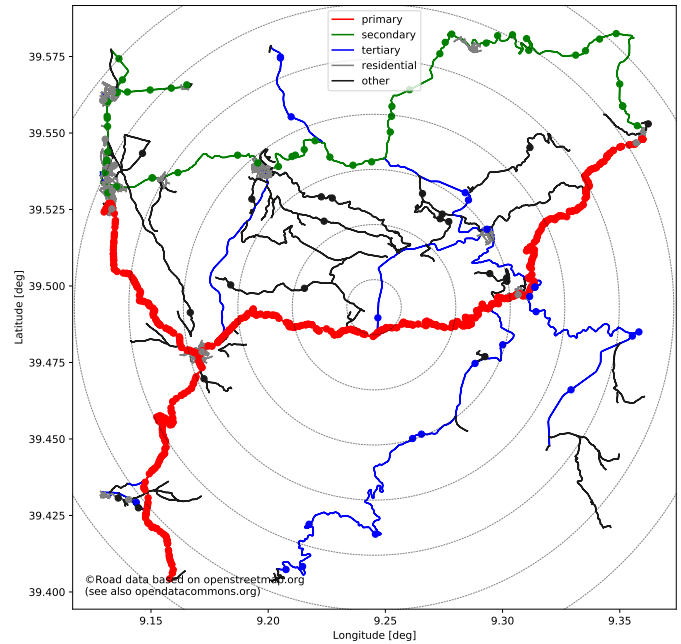 primary
secondary
tertiary
residential
other
39.575
39.550
39.525
39.500
39.475
39.450
39.425
39.400
Latitude [deg]
©Road data based on openstreetmap.org
(see also opendatacommons.org)
9.15
9.20
9.25
9.30
9.35
Longitude [deg]